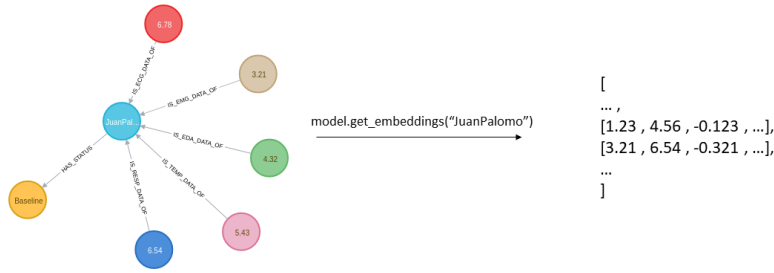 6.78
IS_ECG_DATA_OF
3.21
IS_EMG_DATA_OF
JuanPal...
IS_EDA_DATA_OF
4.32
HAS_STATUS
IS_TEMP_DATA_OF
IS_RESP_DATA_OF
Baseline
5.43
6.54
model.get_embeddings(“JuanPalomo”)
[
... ,
[1.23 , 4.56 , -0.123 , ...],
[3.21 , 6.54 , -0.321 , ...],
...
]